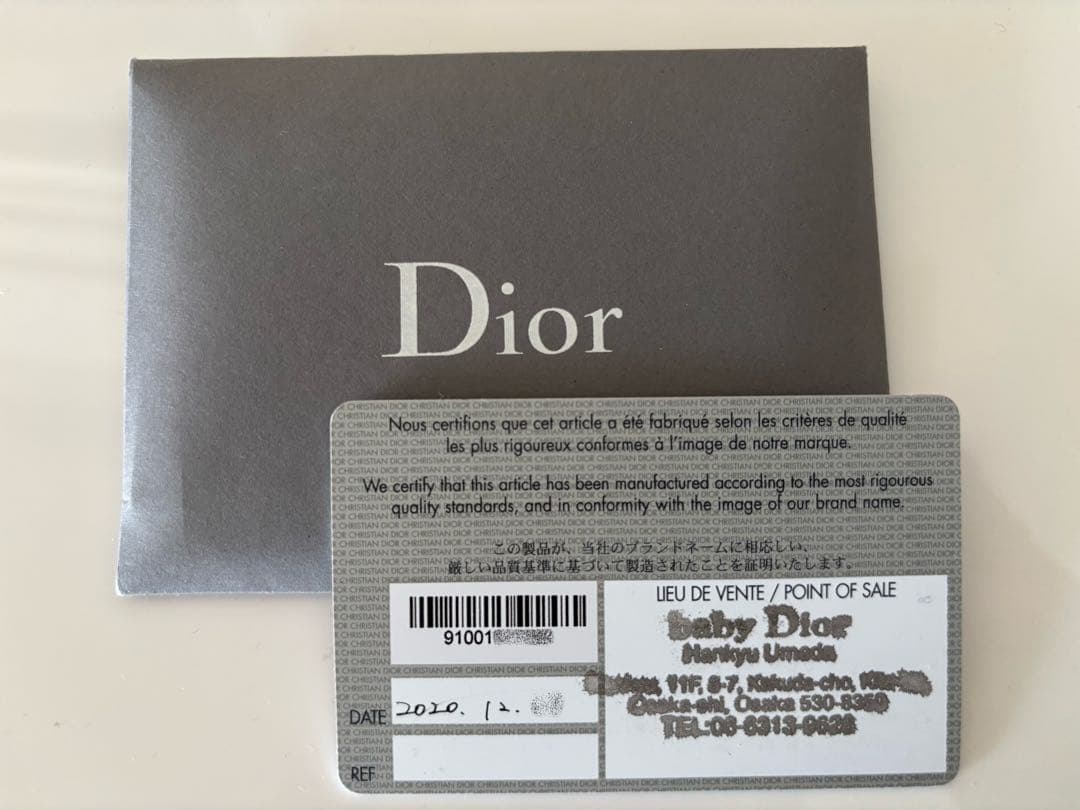 Dior
Nous certifions que cet article a été fabriqué selon les critères de qualité
les plus rigoureux conformes à l'image de notre marque.
We certify that this article has been manufactured according to the most rigourous
quality standards, and in conformity with the image of our brand name.
この製品が、当社のブランドネームに相応しい、
厳しい品質基準に基づいて製造されたことを証明いたします。
91001
DATE 2020. 12.
REF
LIEU DE VENTE / POINT OF SALE
baby Dior
Hankyu Umeda
11F, 8-7, Kakuda-cho,
Osaka-shi, Osaka 530-8350
TEL:06-6313-